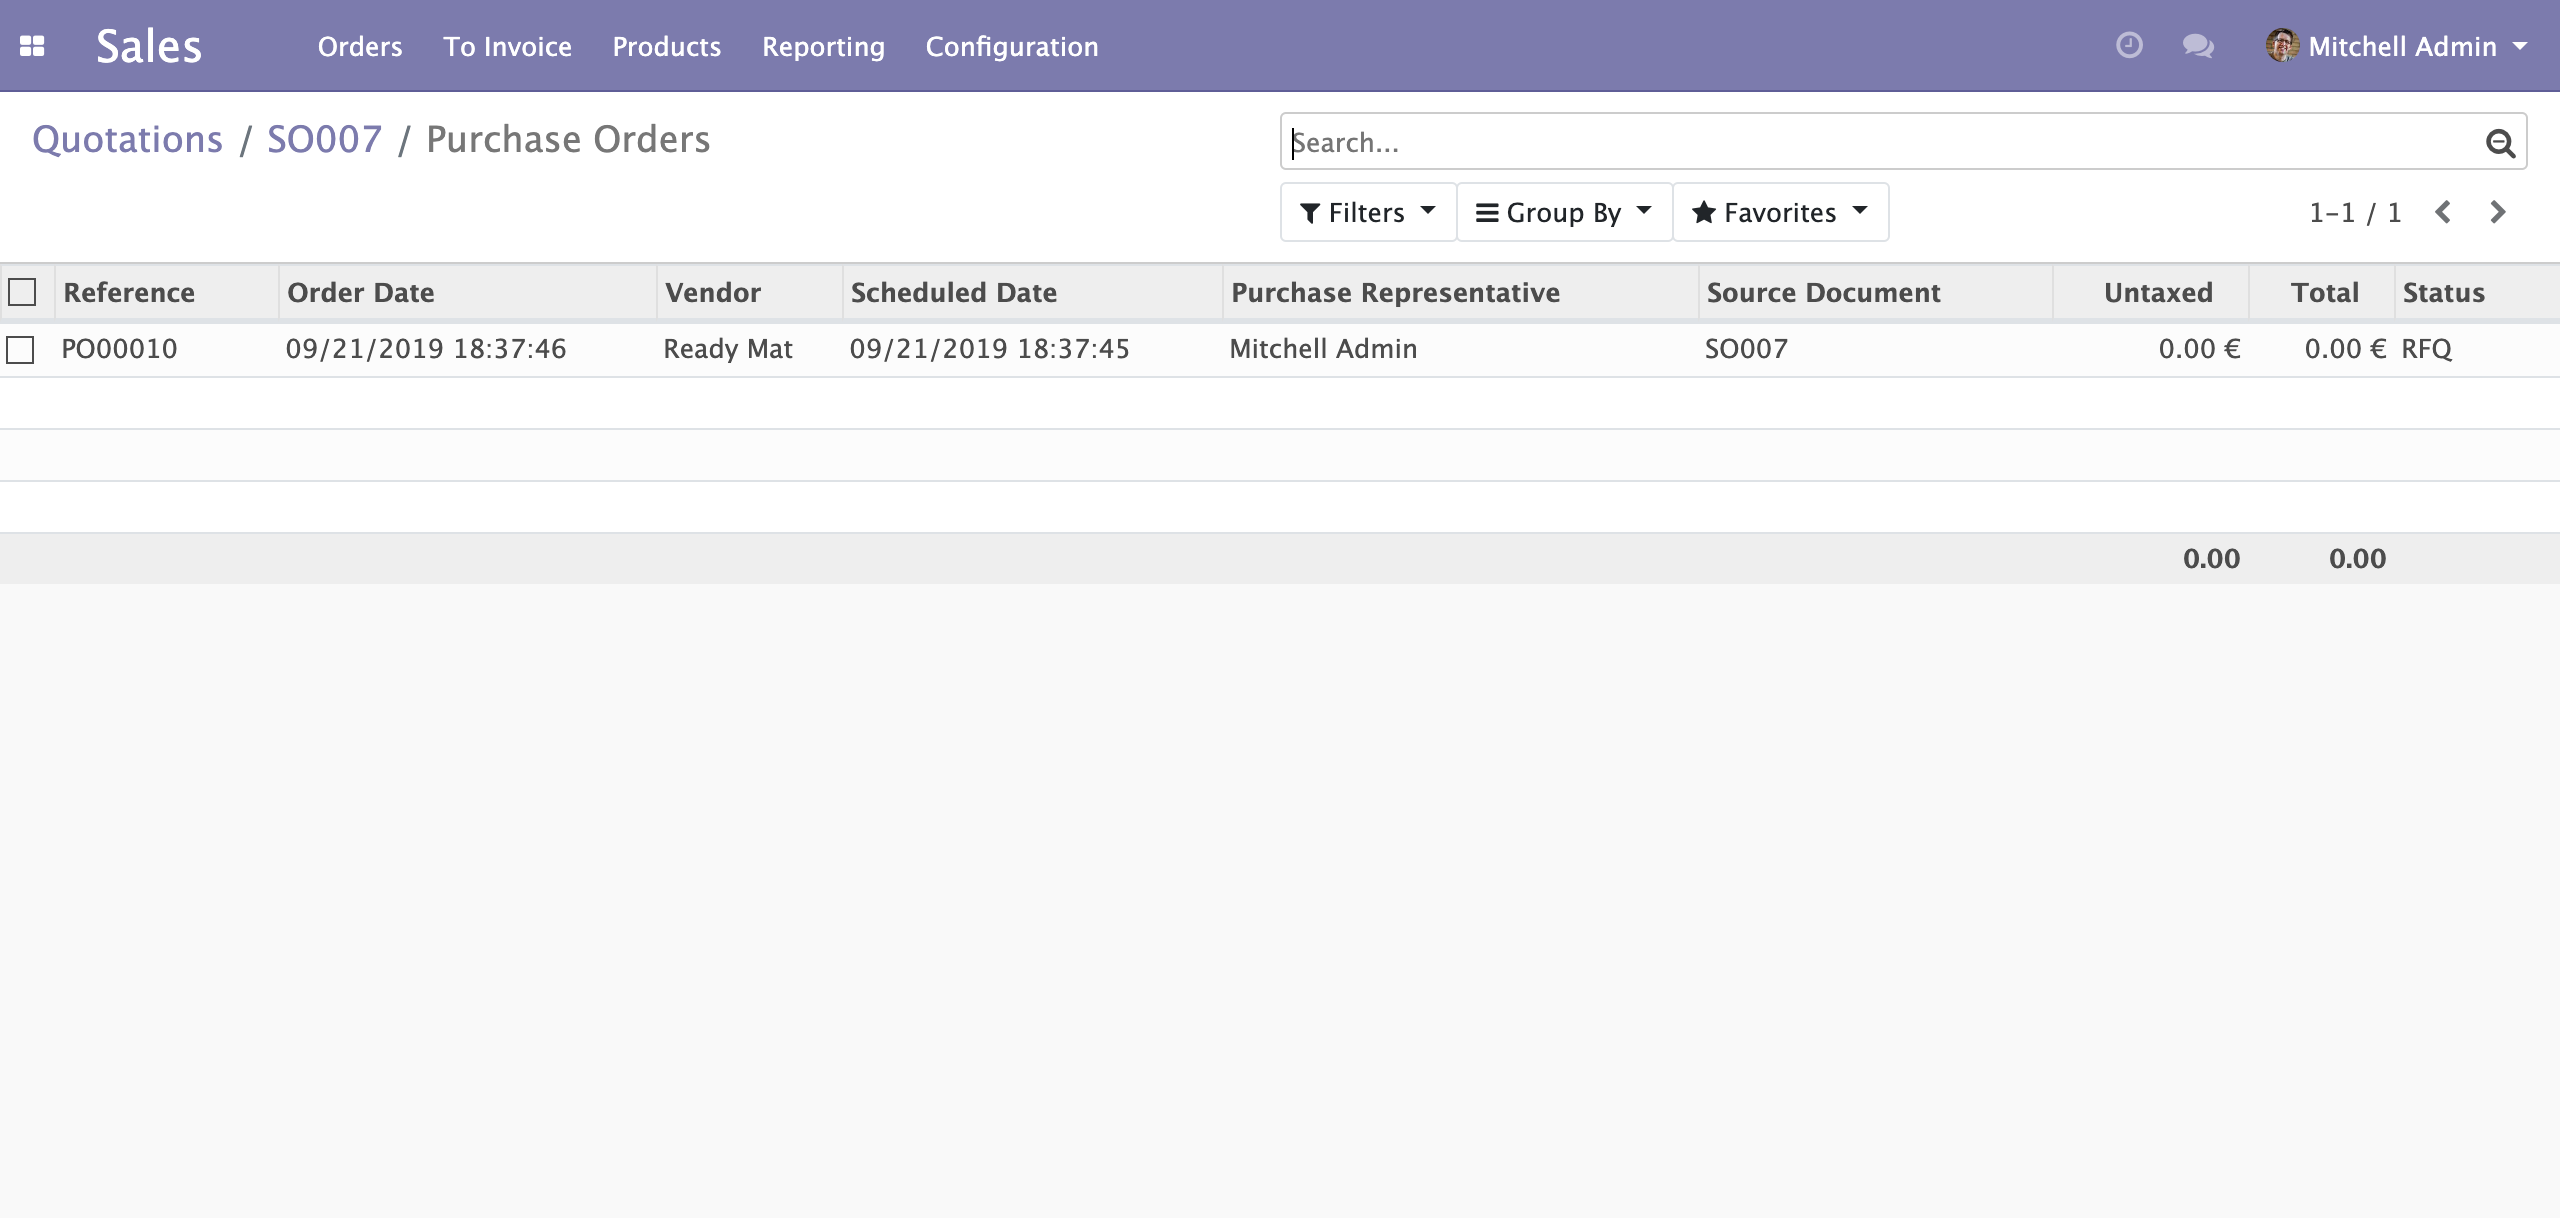 Sales Orders To Invoice Products Reporting Configuration Mitchell Admin
Quotations / SO007 / Purchase Orders
Search...
Filters Group By Favorites 1-1 / 1
Reference Order Date Vendor Scheduled Date Purchase Representative Source Document Untaxed Total Status
PO00010 09/21/2019 18:37:46 Ready Mat 09/21/2019 18:37:45 Mitchell Admin SO007 0.00 € 0.00 € RFQ
0.00 0.00